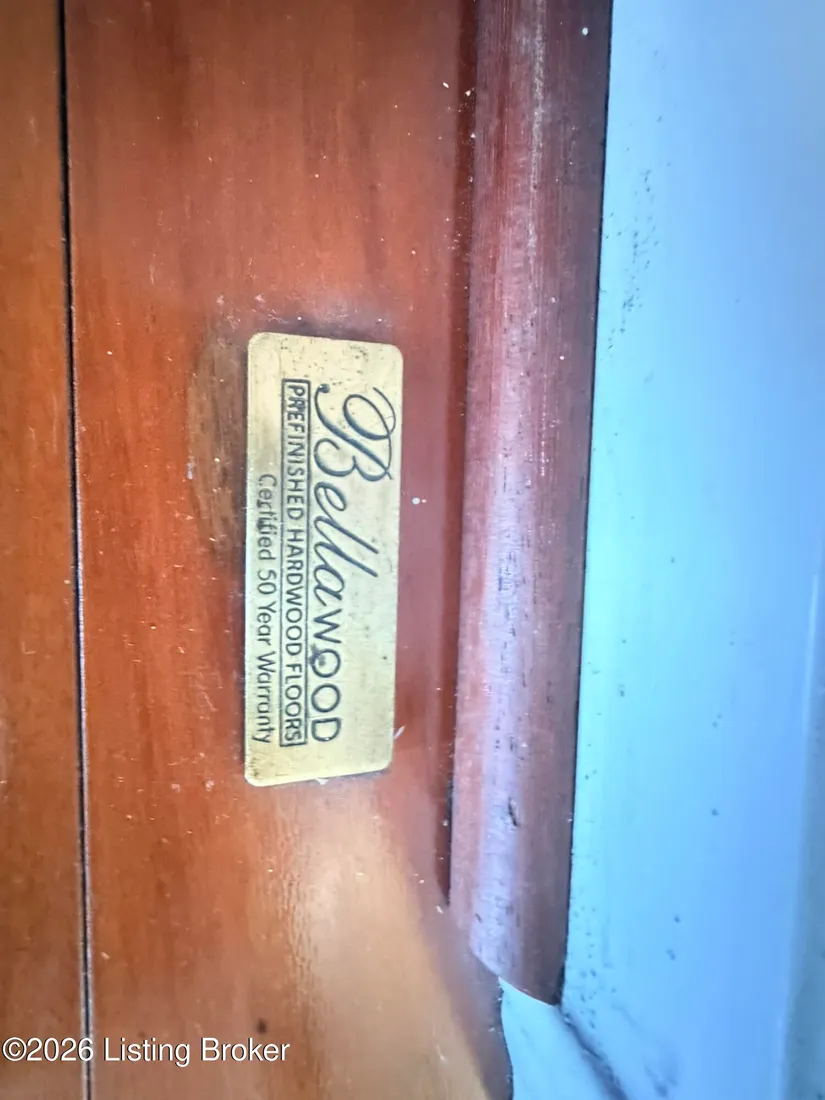 Bellawood
PREFINISHED HARDWOOD FLOORS
Certified 50 Year Warranty
©2026 Listing Broker